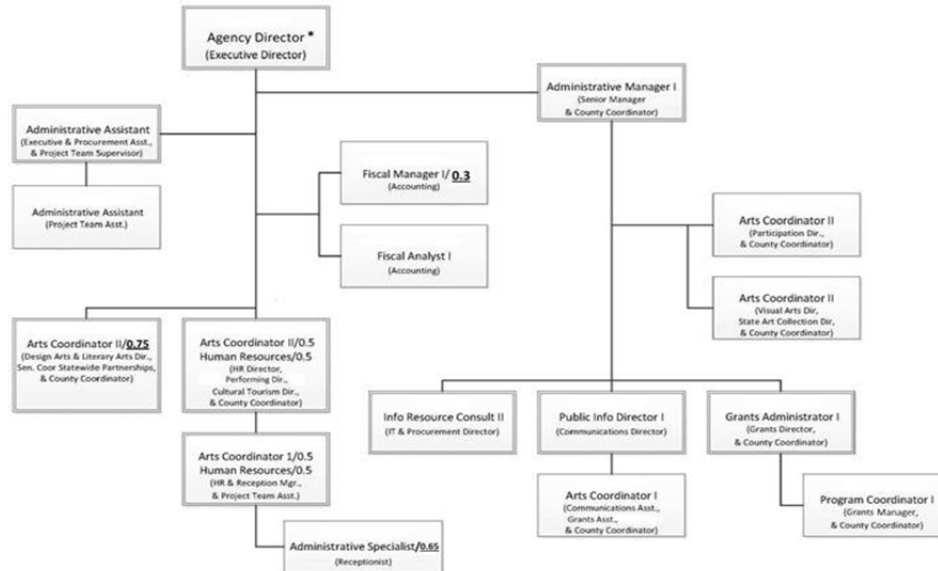 Agency Director *
(Executive Director)
Administrative Manager I
(Senior Manager
& County Coordinator)
Administrative Assistant
(Executive & Procurement Asst.,
& Project Team Supervisor)
Administrative Assistant
(Project Team Asst.)
Fiscal Manager I/ 0.3
(Accounting)
Fiscal Analyst I
(Accounting)
Arts Coordinator II
(Participation Dir.,
& County Coordinator)
Arts Coordinator II
(Visual Arts Dir,
State Art Collection Dir,
& County Coordinator)
Arts Coordinator II/0.75
(Design Arts & Literary Arts Dir.,
Sen. Coor Statewide Partnerships,
& County Coordinator)
Arts Coordinator II/0.5
Human Resources/0.5
(HR Director,
Performing Dir.,
Cultural Tourism Dir.,
& County Coordinator)
Info Resource Consult II
(IT & Procurement Director)
Public Info Director I
(Communications Director)
Grants Administrator I
(Grants Director,
& County Coordinator)
Arts Coordinator 1/0.5
Human Resources/0.5
(HR & Reception Mgr.,
& Project Team Asst.)
Arts Coordinator I
(Communications Asst.,
Grants Asst.,
& County Coordinator)
Program Coordinator I
(Grants Manager,
& County Coordinator)
Administrative Specialist/0.65
(Receptionist)